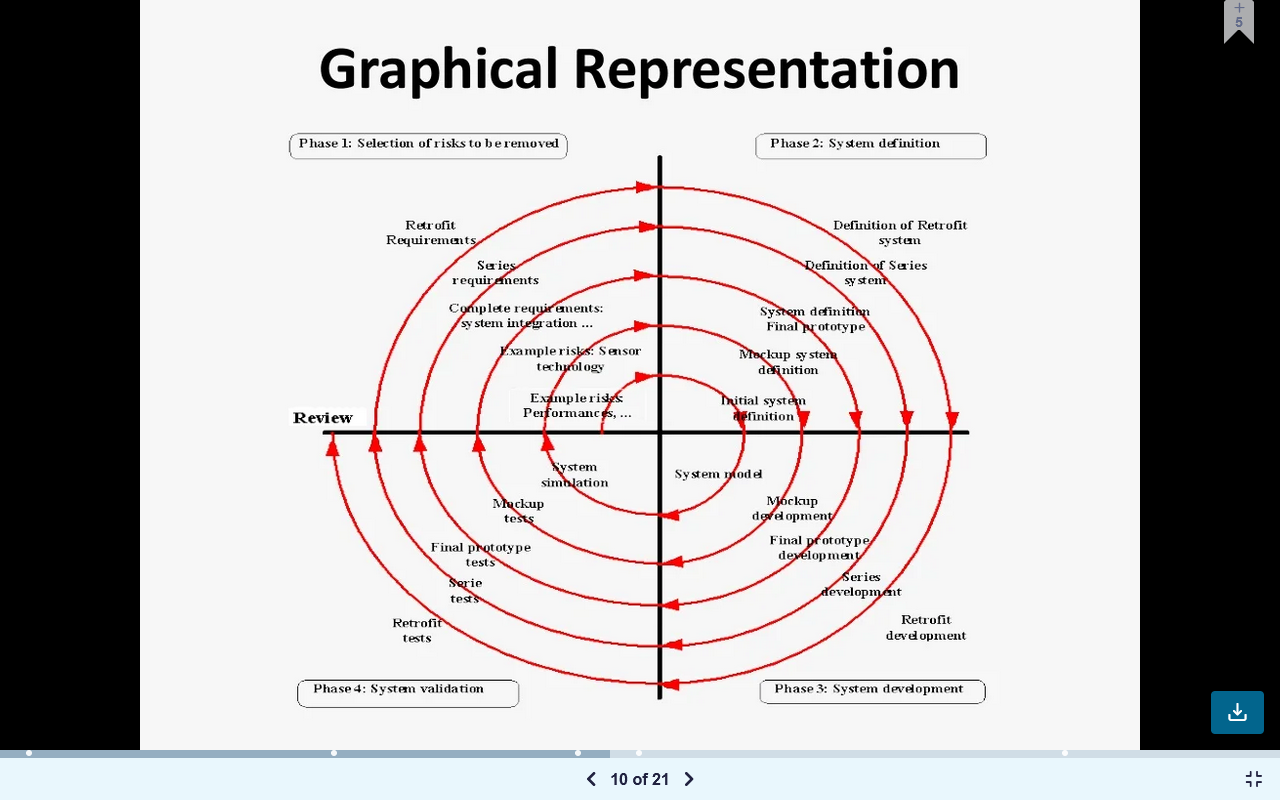 +
5
Graphical Representation
Phase 1: Selection of risks to be removed
Phase 2: System definition
Retrofit
Requirements
Definition of Retrofit
system
Series
requirements
Definition of Series
system
Complete requirements:
system integration ...
System definition
Final prototype
Example risks: Sensor
technology
Mockup system
definition
Example risks:
Performances, ...
Initial system
definition
Review
System
simulation
System model
Mockup
tests
Mockup
development
Final prototype
tests
Final prototype
development
Serie
tests
Series
development
Retrofit
tests
Retrofit
development
Phase 4: System validation
Phase 3: System development
10 of 21